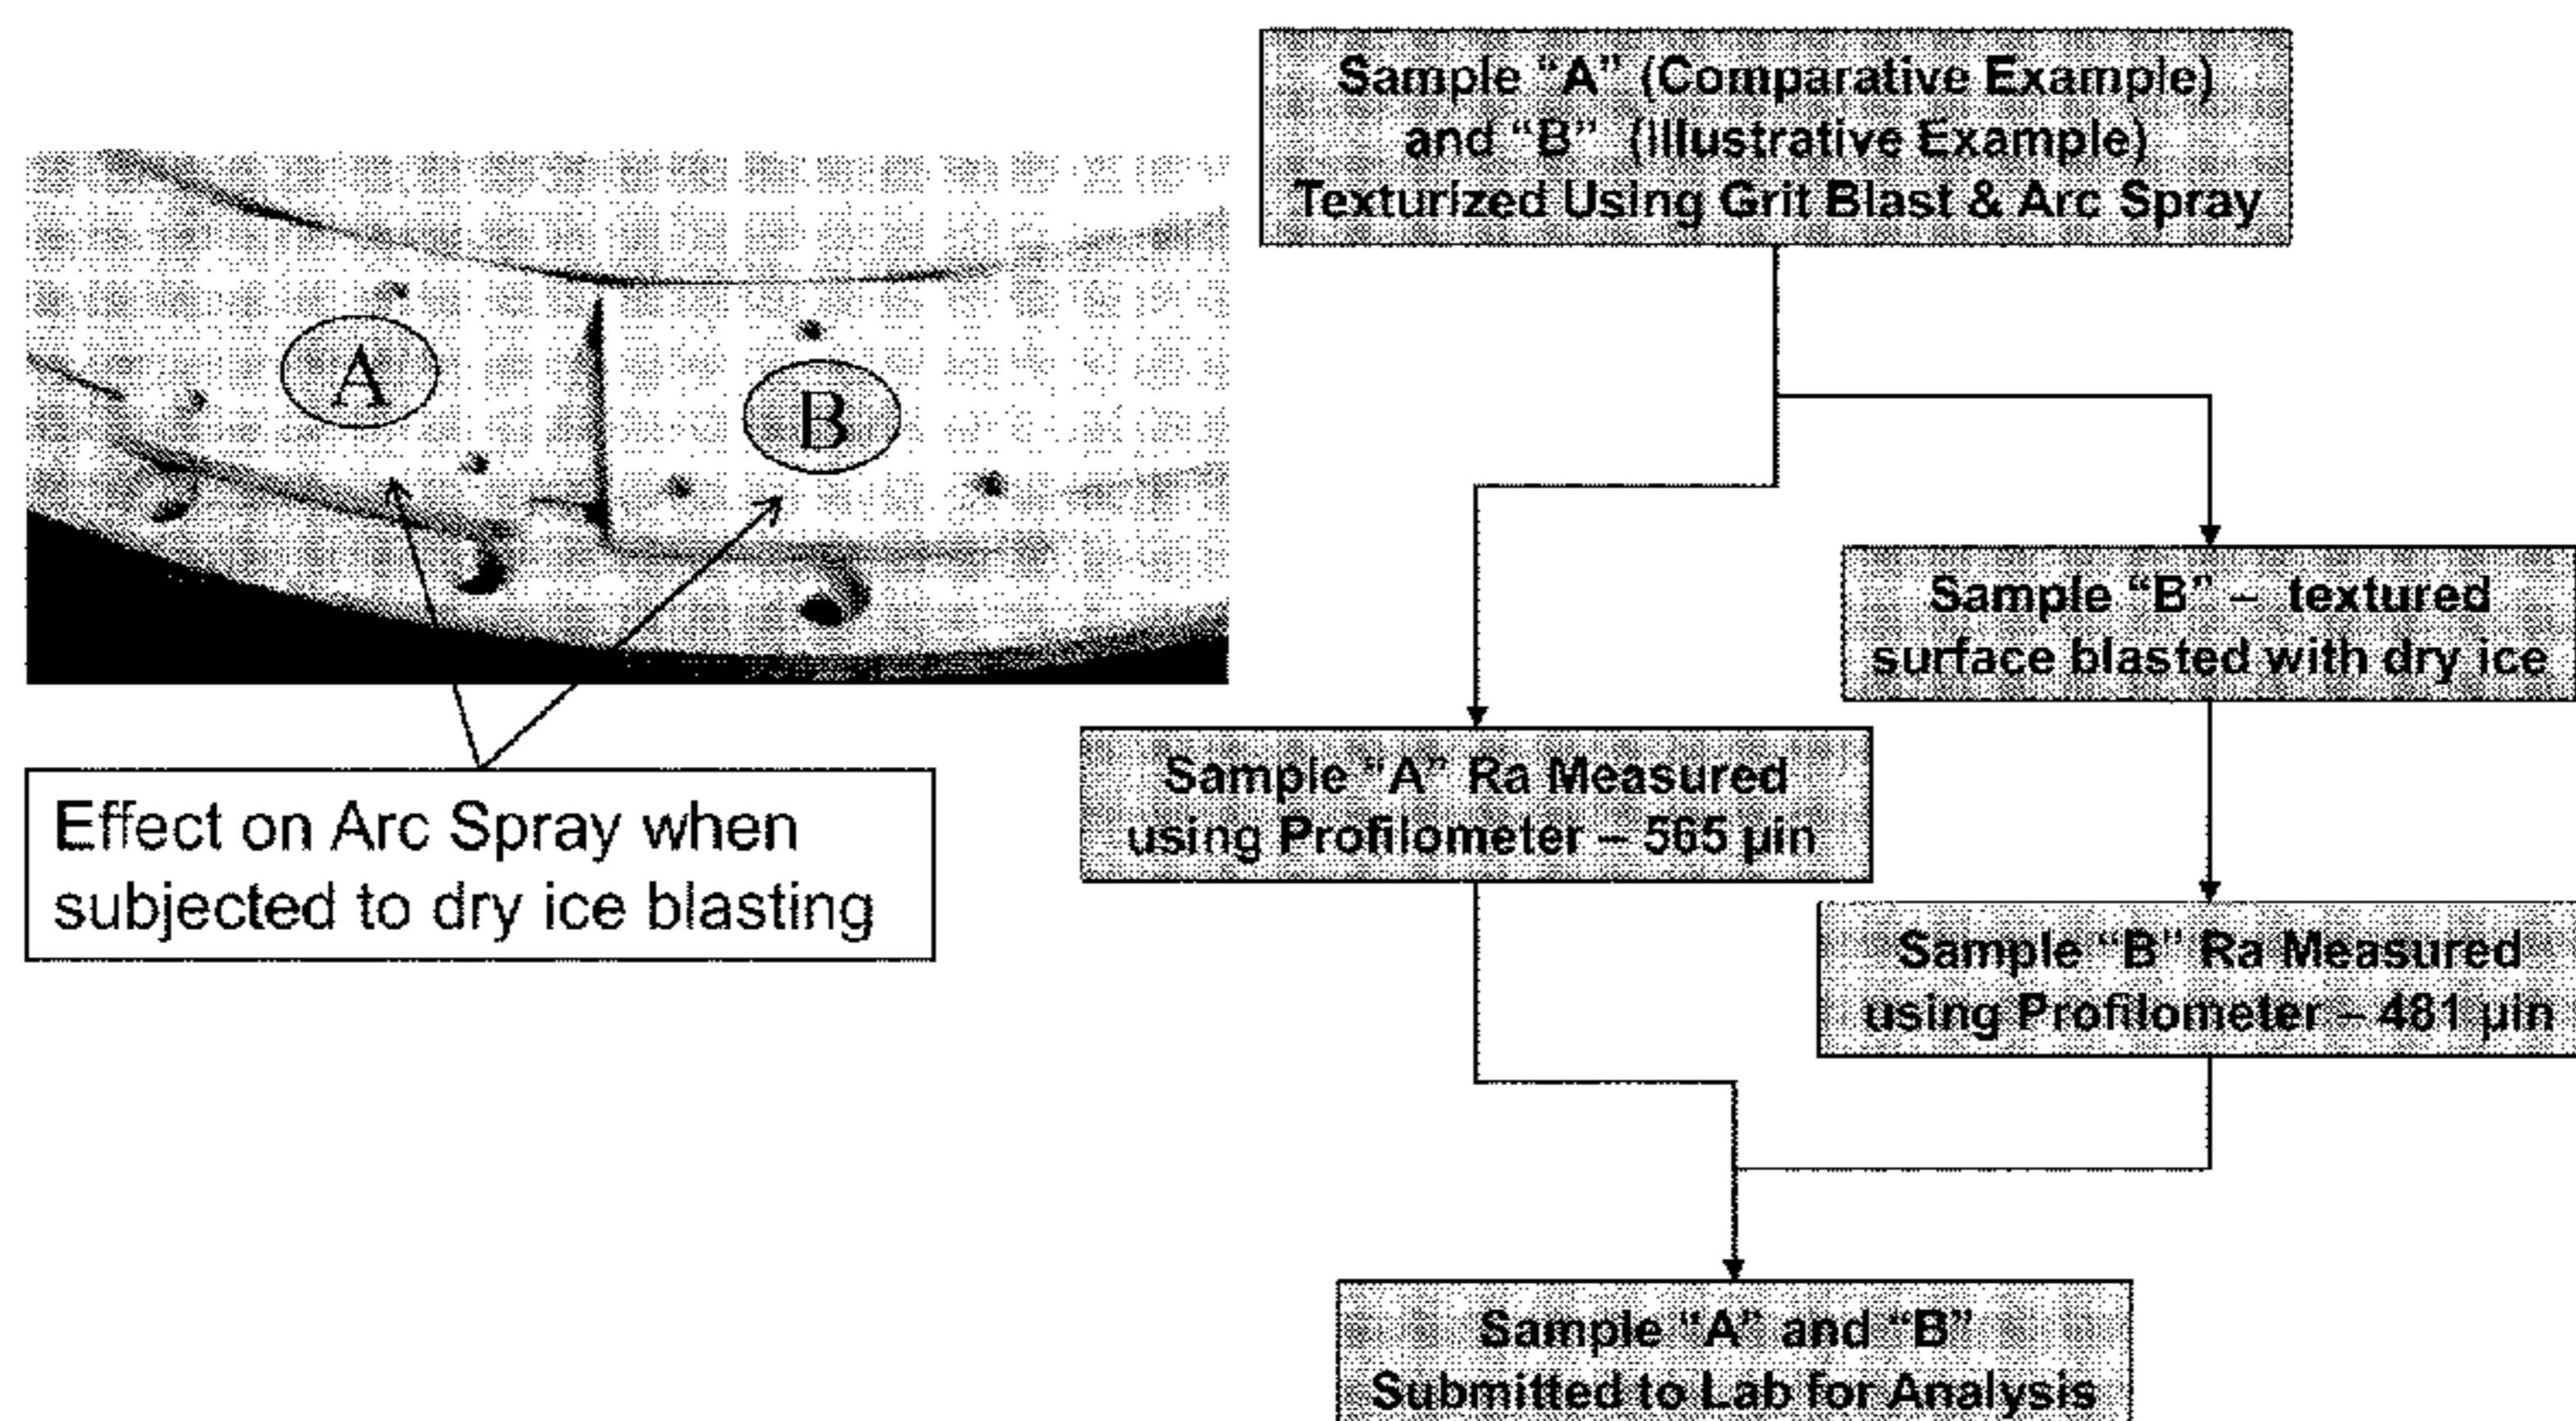 A
B
Effect on Arc Spray when
subjected to dry ice blasting
Sample “A” (Comparative Example)
and “B” (Illustrative Example)
Texturized Using Grit Blast & Arc Spray
Sample “B” – textured
surface blasted with dry ice
Sample “A” Ra Measured
using Profilometer – 565 µin
Sample “B” Ra Measured
using Profilometer – 481 µin
Sample “A” and “B”
Submitted to Lab for Analysis